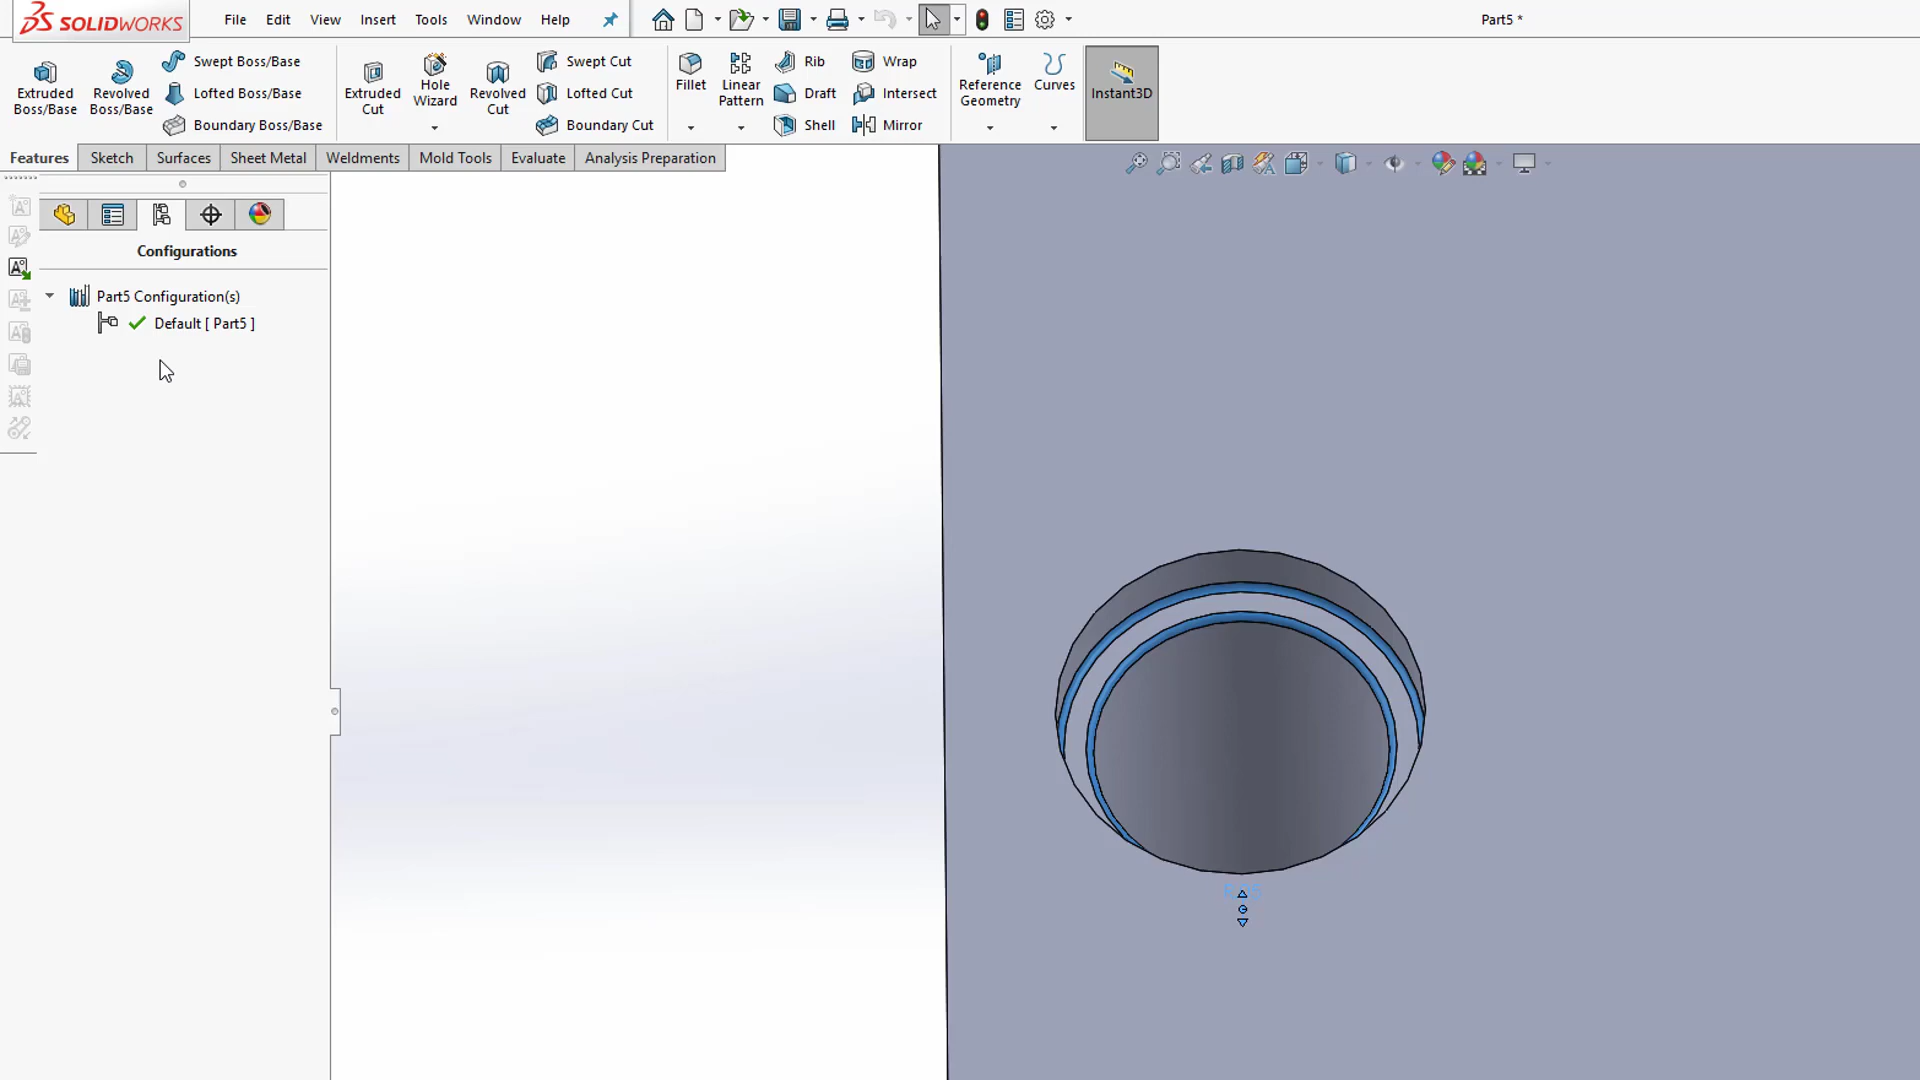 SOLIDWORKS File Edit View Insert Tools Window Help Part5 *
Extruded Boss/Base
Revolved Boss/Base
Swept Boss/Base
Lofted Boss/Base
Boundary Boss/Base
Extruded Cut
Hole Wizard
Revolved Cut
Swept Cut
Lofted Cut
Boundary Cut
Fillet
Linear Pattern
Rib
Draft
Shell
Wrap
Intersect
Mirror
Reference Geometry
Curves
Instant3D
Features Sketch Surfaces Sheet Metal Weldments Mold Tools Evaluate Analysis Preparation
Configurations
Part5 Configuration(s)
Default [ Part5 ]